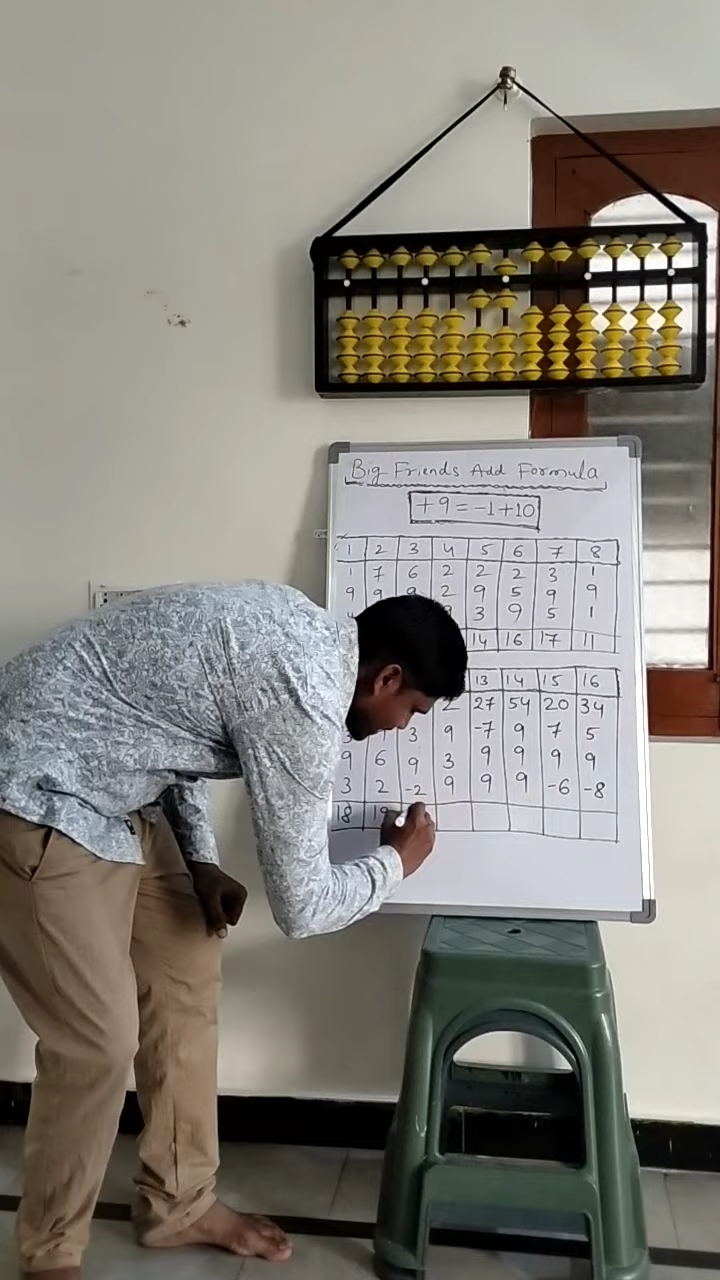 Big Friends Add Formula
+9 = -1+10
1 2 3 4 5 6 7 8
1 7 6 2 2 2 3 1
9 9 9 2 9 5 9 9
3 9 5 1
14 16 17 11
13 14 15 16
2 27 54 20 34
3 9 -7 9 7 5
9 6 9 3 9 9 9 9
3 2 -2 9 9 9 -6 -8
18 19